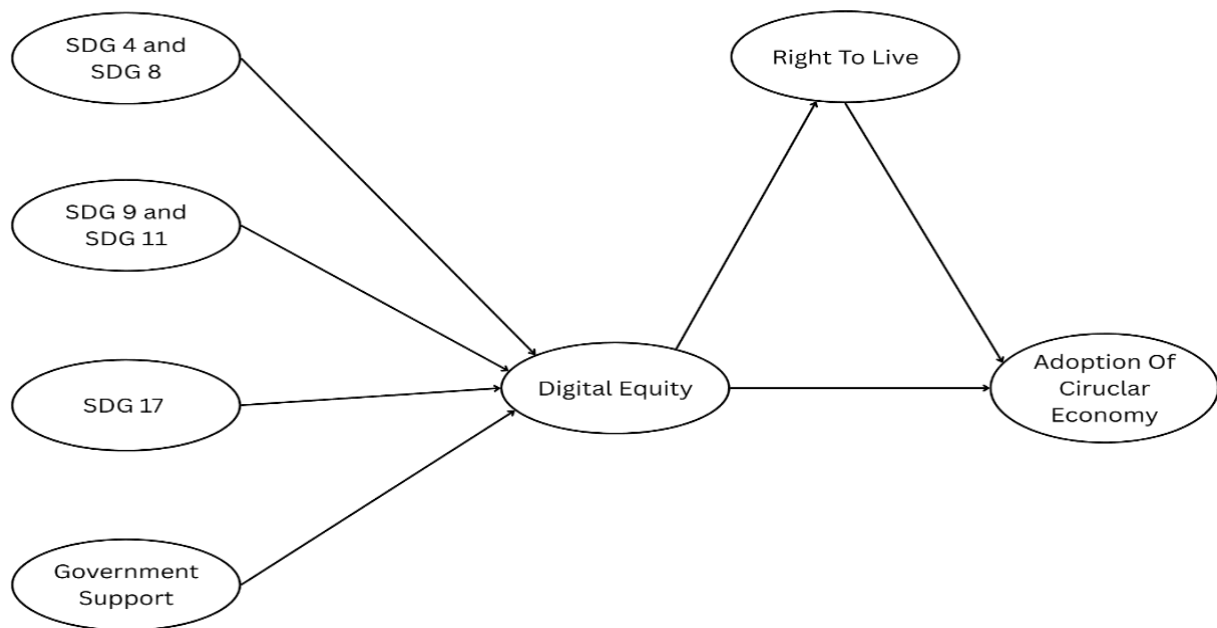 SDG 4 and
SDG 8
Right To Live
SDG 9 and
SDG 11
SDG 17
Digital Equity
Adoption Of
Ciruclar
Economy
Government
Support